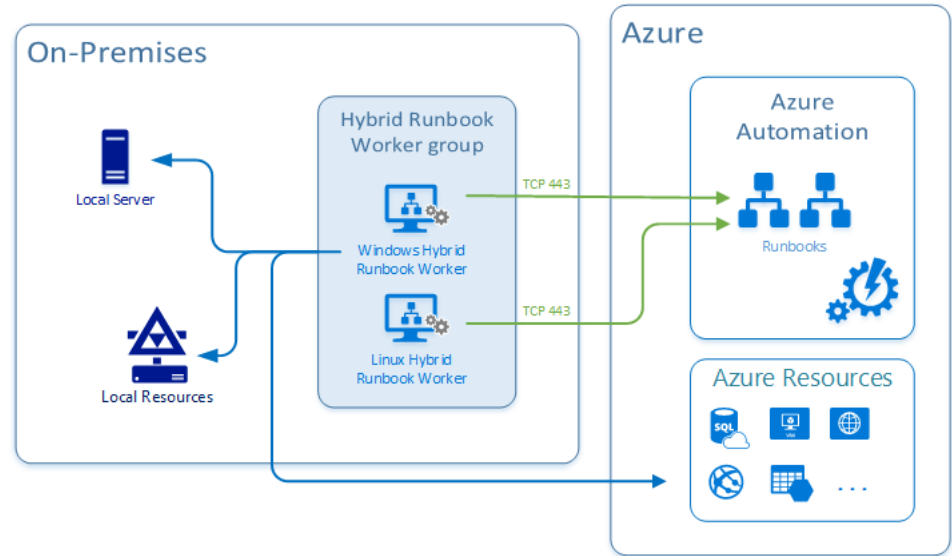 On-Premises
Local Server
Local Resources
Hybrid Runbook
Worker group
Windows Hybrid
Runbook Worker
Linux Hybrid
Runbook Worker
TCP 443
TCP 443
Azure
Azure
Automation
Runbooks
Azure Resources
SQL
VM
. . .